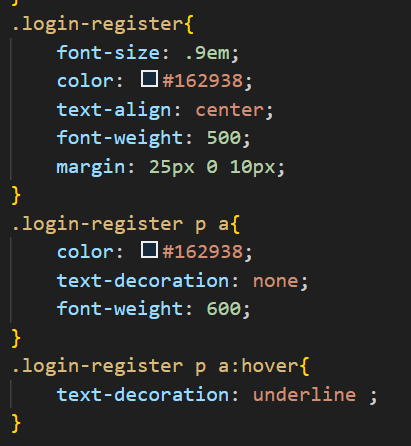 }
.login-register{
    font-size: .9em;
    color: #162938;
    text-align: center;
    font-weight: 500;
    margin: 25px 0 10px;
}
.login-register p a{
    color: #162938;
    text-decoration: none;
    font-weight: 600;
}
.login-register p a:hover{
    text-decoration: underline ;
}